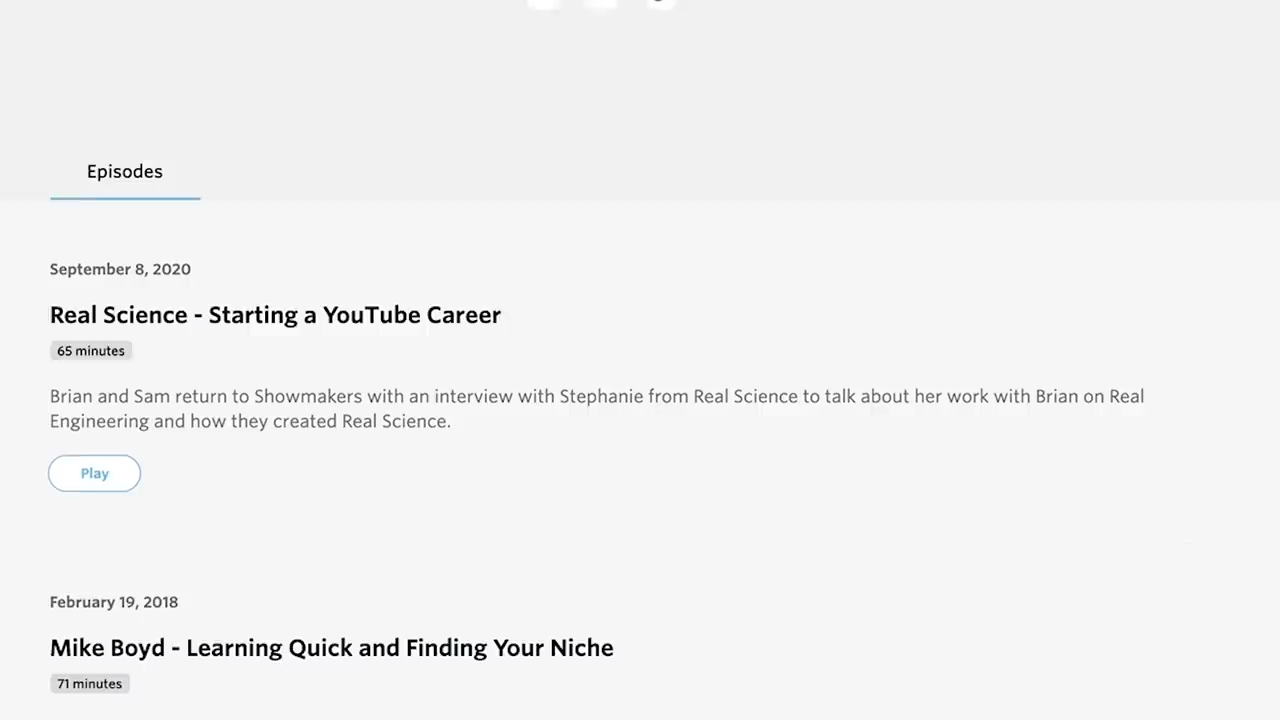 Episodes
September 8, 2020
Real Science - Starting a YouTube Career
65 minutes
Brian and Sam return to Showmakers with an interview with Stephanie from Real Science to talk about her work with Brian on Real
Engineering and how they created Real Science.
Play
February 19, 2018
Mike Boyd - Learning Quick and Finding Your Niche
71 minutes